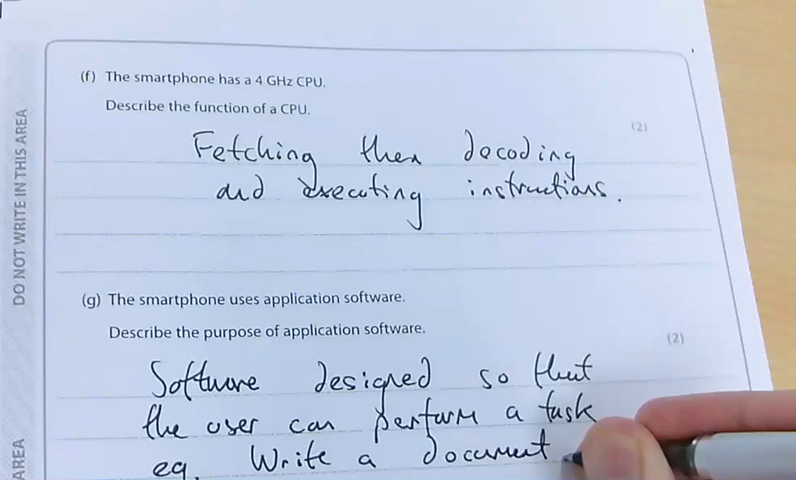 (f) The smartphone has a 4 GHz CPU.
Describe the function of a CPU.
(2)
Fetching then decoding
and executing instructions.
(g) The smartphone uses application software.
Describe the purpose of application software.
(2)
Software designed so that
the user can perform a task
eg. Write a document
DO NOT WRITE IN THIS AREA
AREA